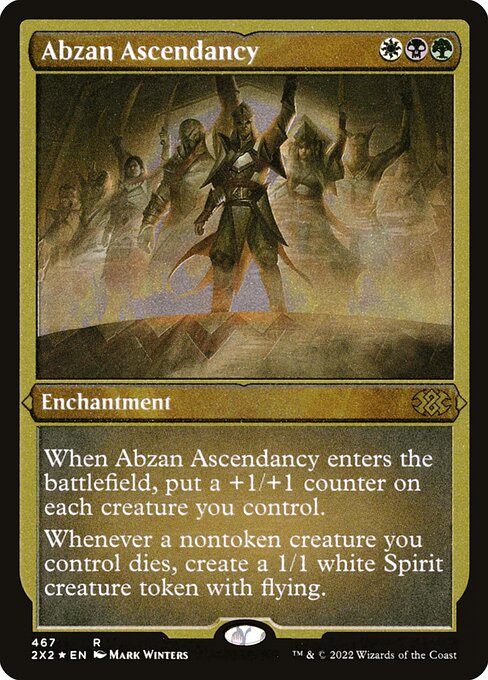 Abzan Ascendancy
Enchantment
When Abzan Ascendancy enters the
battlefield, put a +1/+1 counter on
each creature you control.
Whenever a nontoken creature you
control dies, create a 1/1 white Spirit
creature token with flying.
467 R
2X2 ★ EN Mark Winters
™ & © 2022 Wizards of the Coast